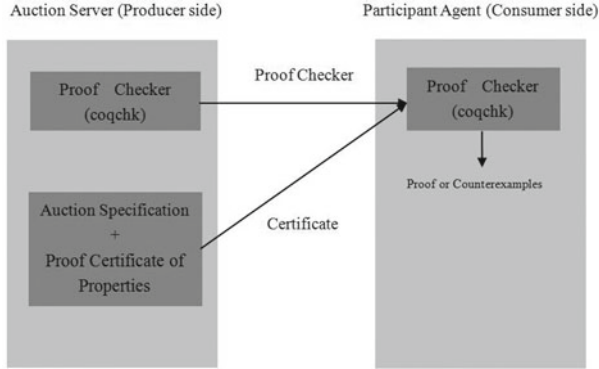 Auction Server (Producer side)
Participant Agent (Consumer side)
Proof Checker
(coqchk)
Proof Checker
Proof Checker
(coqchk)
Proof or Counterexamples
Auction Specification
+
Proof Certificate of
Properties
Certificate